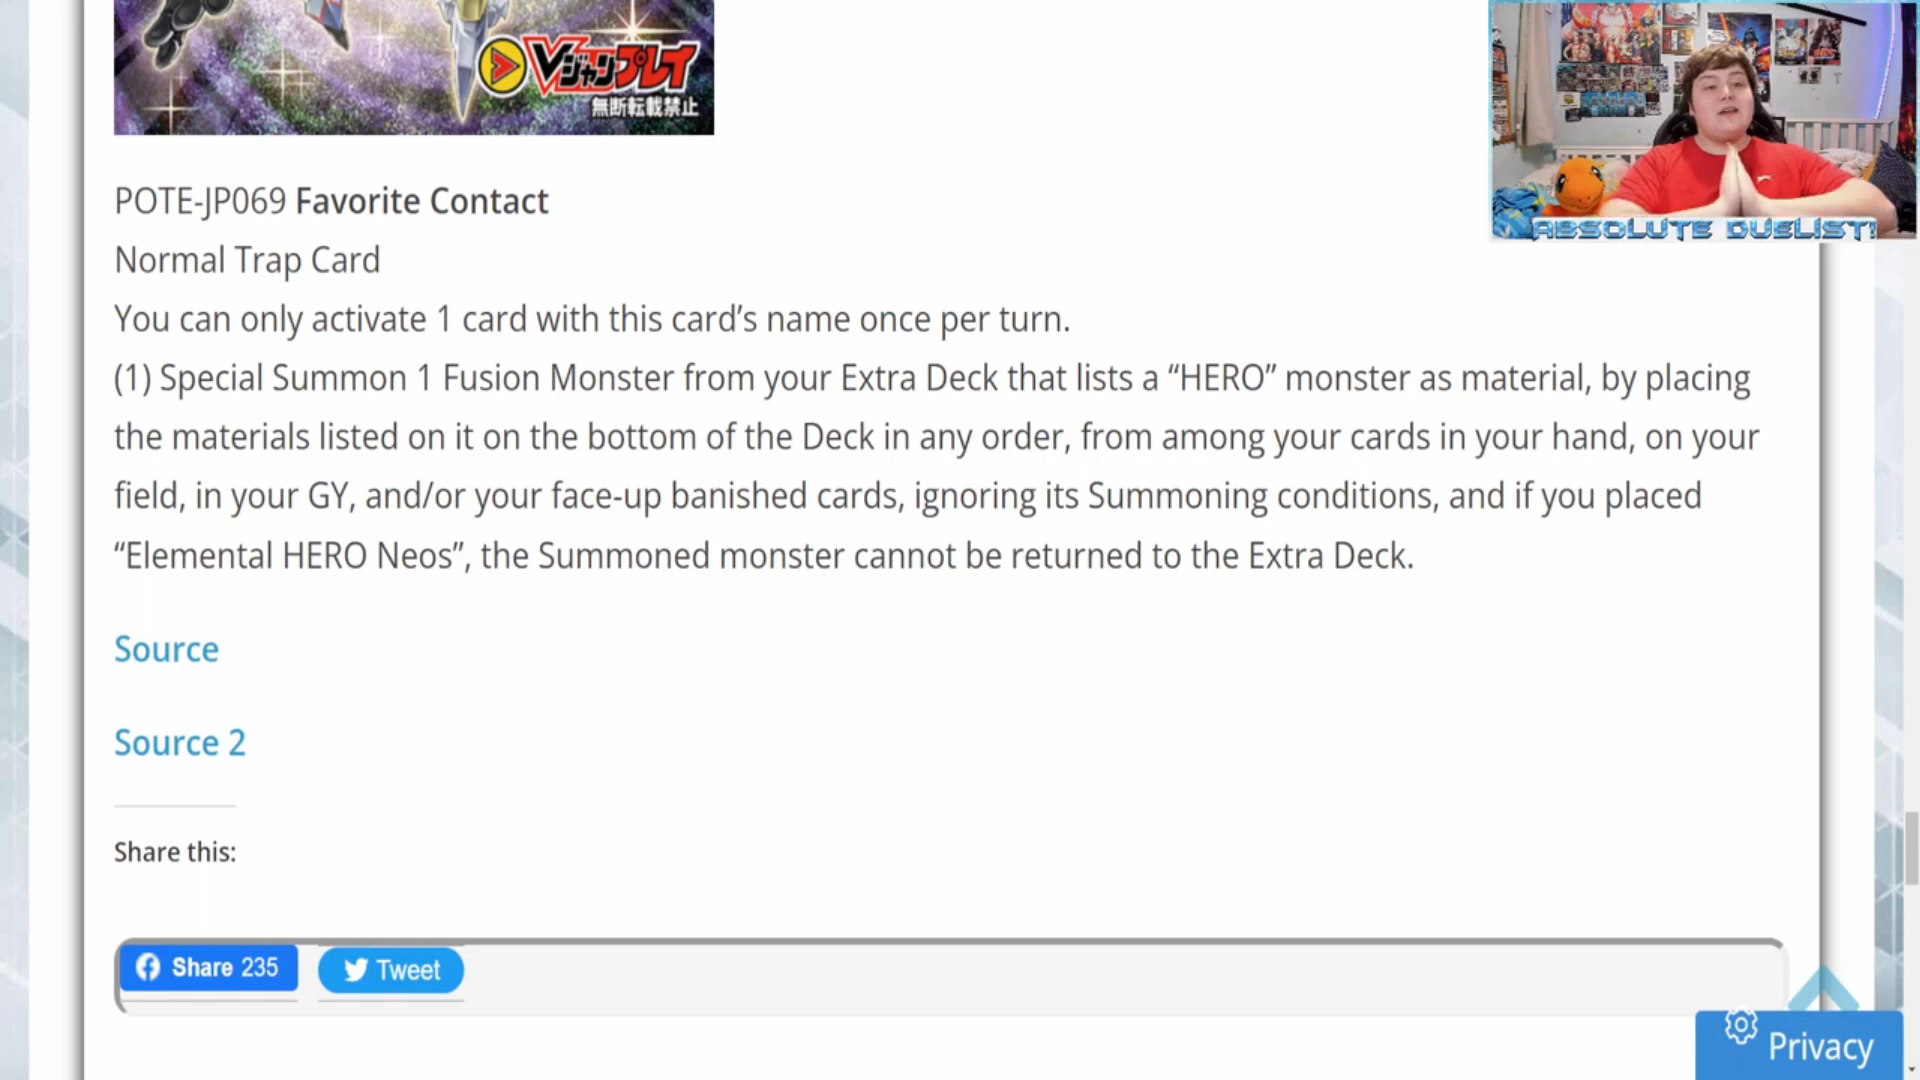 Vジャンプレイ
無断転載禁止
ABSOLUTE DUELIST!
POTE-JP069 Favorite Contact
Normal Trap Card
You can only activate 1 card with this card’s name once per turn.
(1) Special Summon 1 Fusion Monster from your Extra Deck that lists a “HERO” monster as material, by placing
the materials listed on it on the bottom of the Deck in any order, from among your cards in your hand, on your
field, in your GY, and/or your face-up banished cards, ignoring its Summoning conditions, and if you placed
“Elemental HERO Neos”, the Summoned monster cannot be returned to the Extra Deck.
Source
Source 2
Share this:
Share 235
Tweet
Privacy